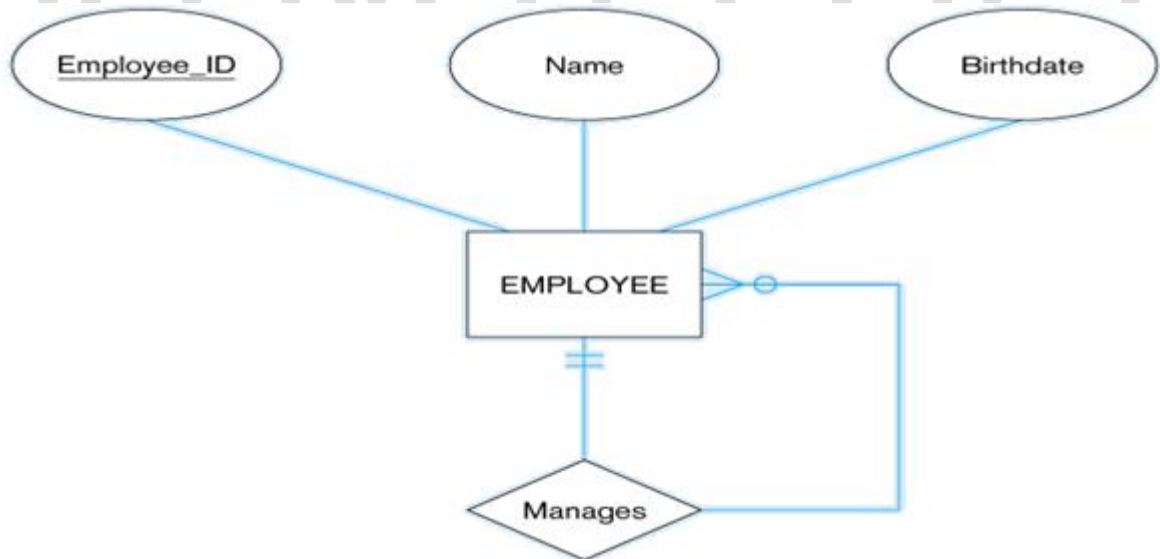 Employee_ID
Name
Birthdate
EMPLOYEE
Manages